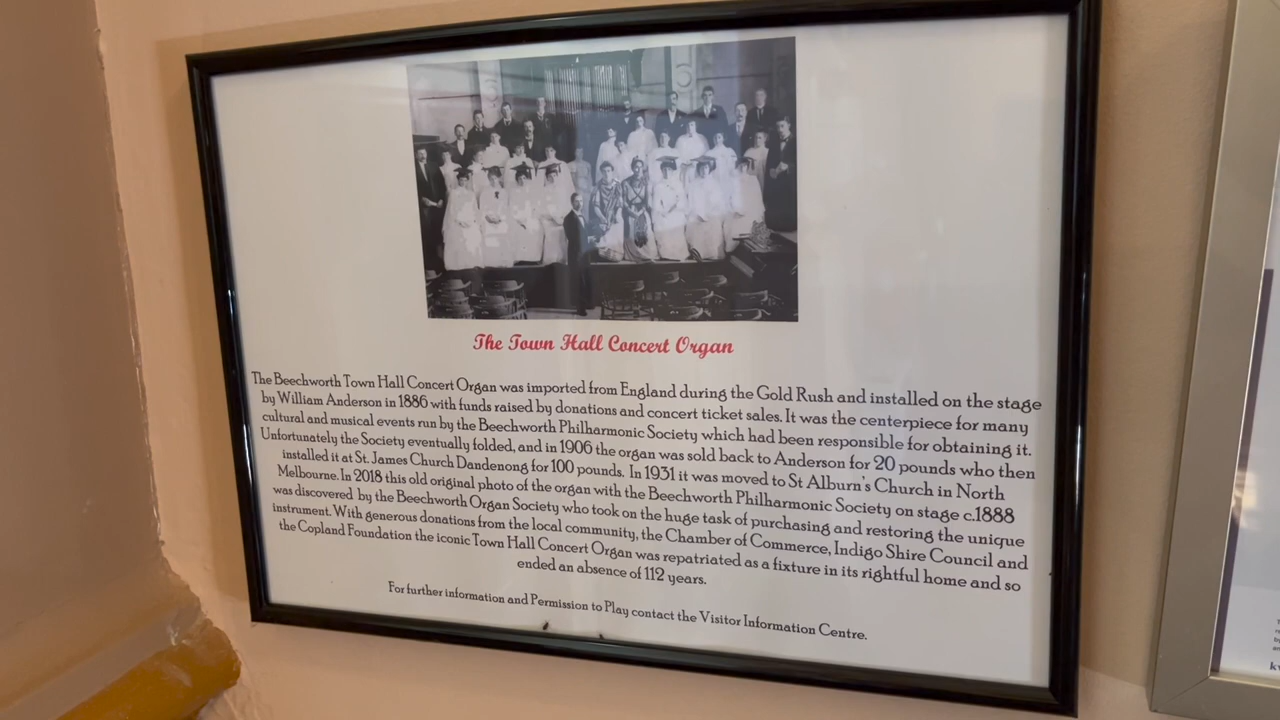 The Town Hall Concert Organ
The Beechworth Town Hall Concert Organ was imported from England during the Gold Rush and installed on the stage
by William Anderson in 1886 with funds raised by donations and concert ticket sales. It was the centerpiece for many
cultural and musical events run by the Beechworth Philharmonic Society which had been responsible for obtaining it.
Unfortunately the Society eventually folded, and in 1906 the organ was sold back to Anderson for 20 pounds who then
installed it at St. James Church Dandenong for 100 pounds. In 1931 it was moved to St Alburn's Church in North
Melbourne. In 2018 this old original photo of the organ with the Beechworth Philharmonic Society on stage c.1888
was discovered by the Beechworth Organ Society who took on the huge task of purchasing and restoring the unique
instrument. With generous donations from the local community, the Chamber of Commerce, Indigo Shire Council and
the Copland Foundation the iconic Town Hall Concert Organ was repatriated as a fixture in its rightful home and so
ended an absence of 112 years.
For further information and Permission to Play contact the Visitor Information Centre.